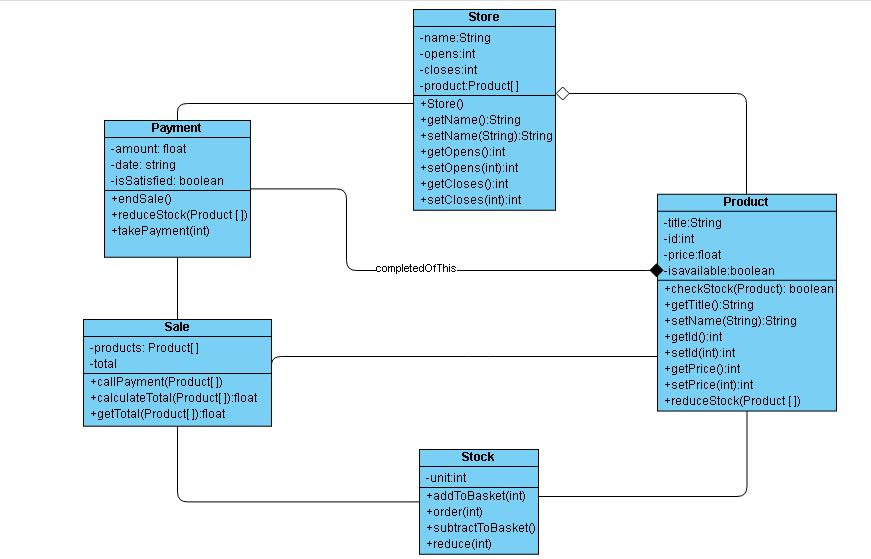 Store
-name:String
-opens:int
-closes:int
-product:Product[ ]
+Store()
+getName():String
+setName(String):String
+getOpens():int
+setOpens(int):int
+getCloses():int
+setCloses(int):int
Payment
-amount: float
-date: string
-isSatisfied: boolean
+endSale()
+reduceStock(Product [ ])
+takePayment(int)
Product
-title:String
-id:int
-price:float
-isavailable:boolean
+checkStock(Product): boolean
+getTitle():String
+setName(String):String
+getId():int
+setId(int):int
+getPrice():int
+setPrice(int):int
+reduceStock(Product [ ])
completedOfThis
Sale
-products: Product[ ]
-total
+callPayment(Product[ ])
+calculateTotal(Product[ ]):float
+getTotal(Product[ ]):float
Stock
-unit:int
+addToBasket(int)
+order(int)
+subtractToBasket()
+reduce(int)